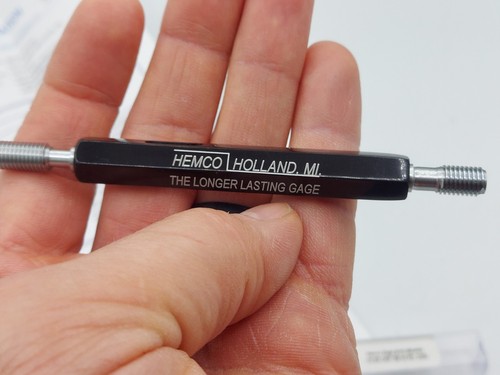 HEMCO HOLLAND, MI.
THE LONGER LASTING GAGE